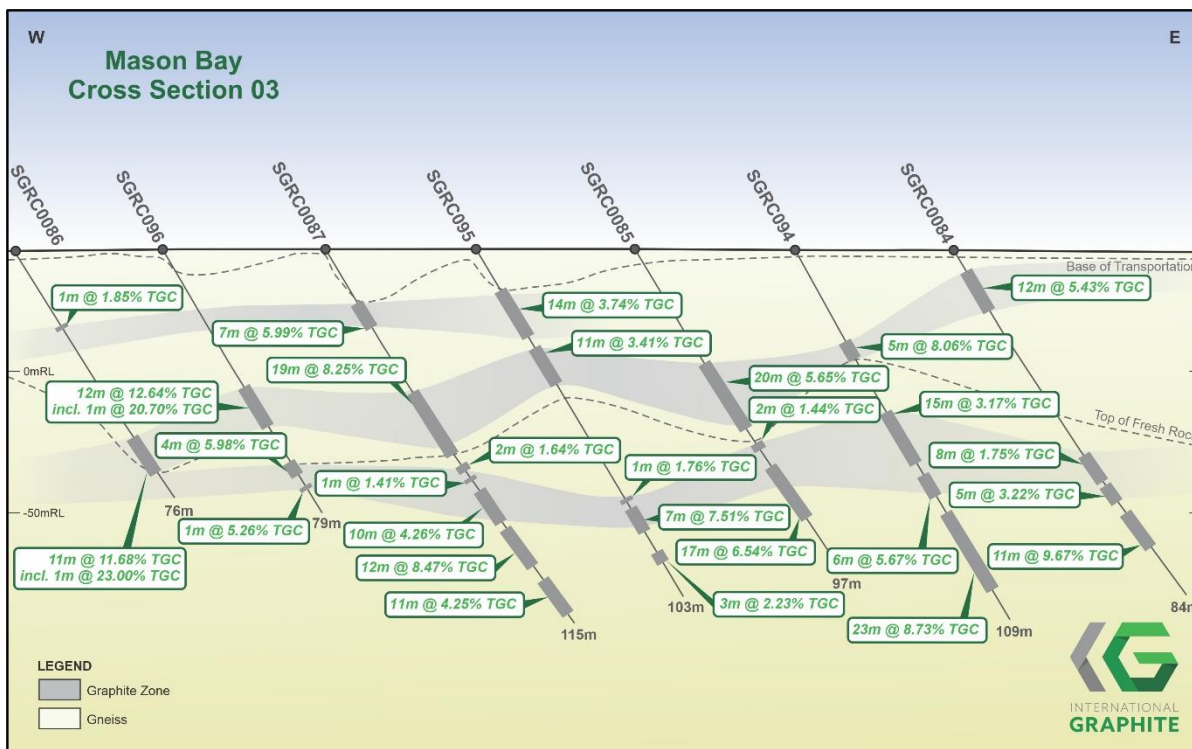 W
E
Mason Bay
Cross Section 03
SGRC0086
SGRC096
SGRC0087
SGRC095
SGRC0085
SGRC094
SGRC0084
Base of Transportation
1m @ 1.85% TGC
12m @ 5.43% TGC
14m @ 3.74% TGC
7m @ 5.99% TGC
11m @ 3.41% TGC
5m @ 8.06% TGC
19m @ 8.25% TGC
0mRL
20m @ 5.65% TGC
12m @ 12.64% TGC
incl. 1m @ 20.70% TGC
2m @ 1.44% TGC
15m @ 3.17% TGC
Top of Fresh Roc
4m @ 5.98% TGC
2m @ 1.64% TGC
8m @ 1.75% TGC
1m @ 1.76% TGC
1m @ 1.41% TGC
5m @ 3.22% TGC
76m
79m
-50mRL
7m @ 7.51% TGC
1m @ 5.26% TGC
10m @ 4.26% TGC
17m @ 6.54% TGC
6m @ 5.67% TGC
11m @ 9.67% TGC
11m @ 11.68% TGC
incl. 1m @ 23.00% TGC
12m @ 8.47% TGC
97m
11m @ 4.25% TGC
103m
3m @ 2.23% TGC
84m
115m
23m @ 8.73% TGC
109m
LEGEND
Graphite Zone
Gneiss
INTERNATIONAL
GRAPHITE